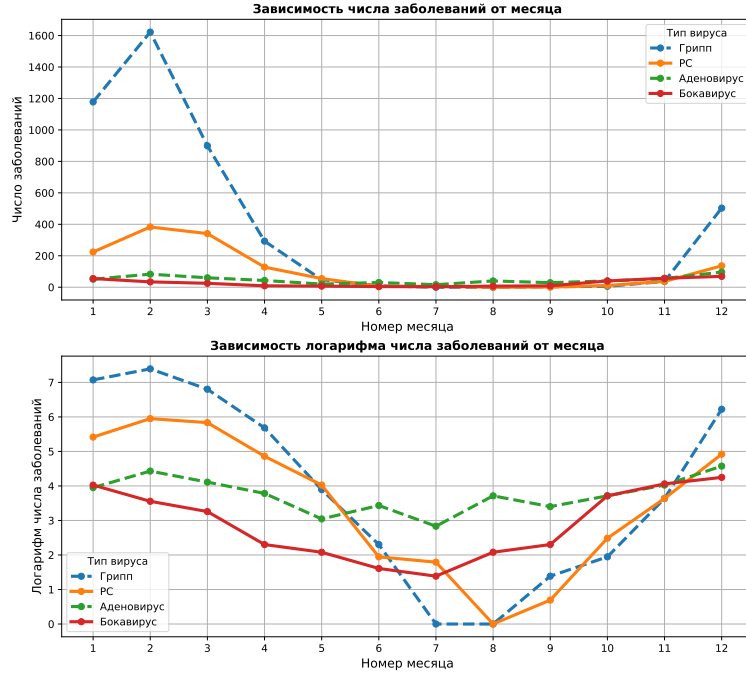 Зависимость числа заболеваний от месяца
Число заболеваний
1600
1400
1200
1000
800
600
400
200
0
Тип вируса
Грипп
РС
Аденовирус
Бокавирус
1 2 3 4 5 6 7 8 9 10 11 12
Номер месяца
Зависимость логарифма числа заболеваний от месяца
Логарифм числа заболеваний
7
6
5
4
3
2
1
0
Тип вируса
Грипп
РС
Аденовирус
Бокавирус
1 2 3 4 5 6 7 8 9 10 11 12
Номер месяца